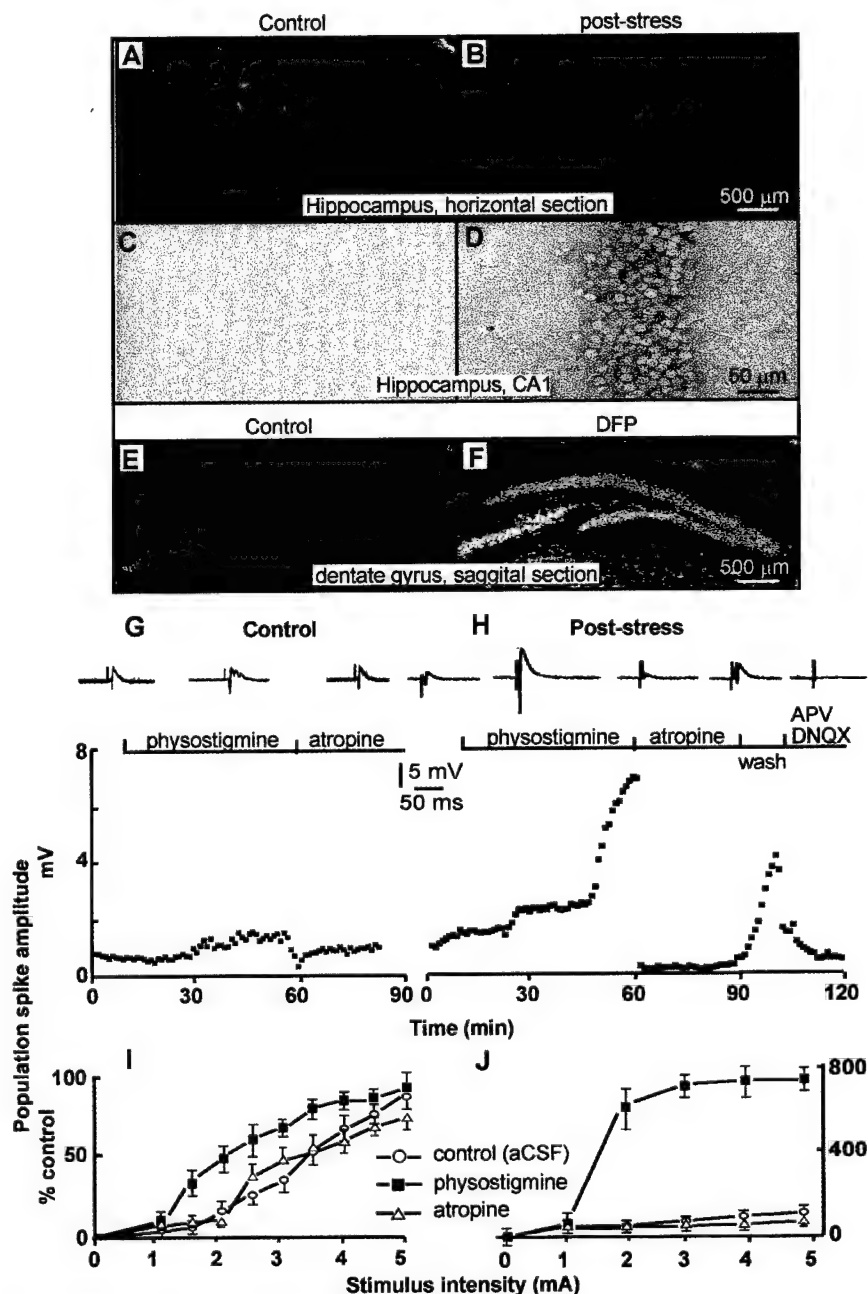 Control post-stress
A B
500 µm
Hippocampus, horizontal section
C D
50 µm
Hippocampus, CA1
Control DFP
E F
500 µm
dentate gyrus, saggital section
G Control H Post-stress
physostigmine atropine physostigmine atropine wash APV DNQX
5 mV
50 ms
8
4
2
0
Population spike amplitude
mV
0 30 60 90 0 30 60 90 120
Time (min)
I J
% control
100
50
0
800
400
0
control (aCSF)
physostigmine
atropine
0 1 2 3 4 5 0 1 2 3 4 5
Stimulus intensity (mA)